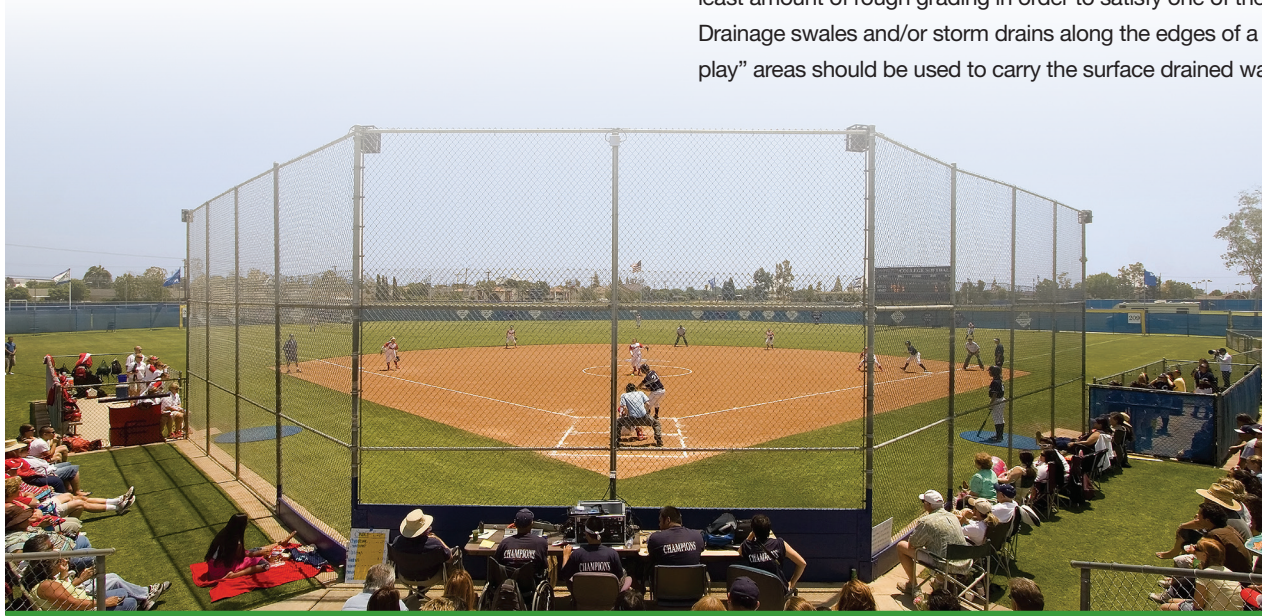 least amount of rough grading in order to satisfy one of the
Drainage swales and/or storm drains along the edges of a
play” areas should be used to carry the surface drained wa
CHAMPIONS
CHAMPIONS
CHAMPIONS
CHAMPIONS